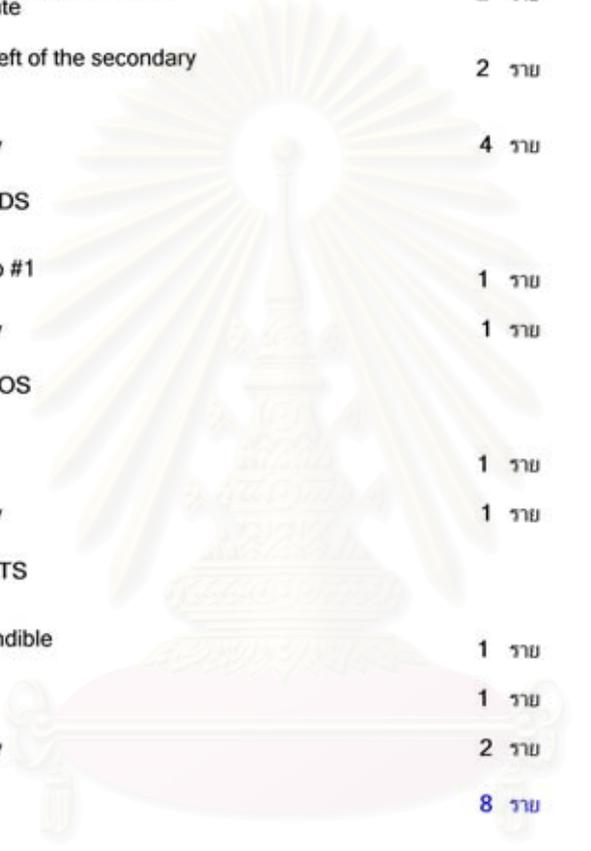 eft of the secondary
2 ราย
4 ราย
DS
#1
1 ราย
1 ราย
OS
1 ราย
1 ราย
TS
ndible
1 ราย
1 ราย
2 ราย
8 ราย